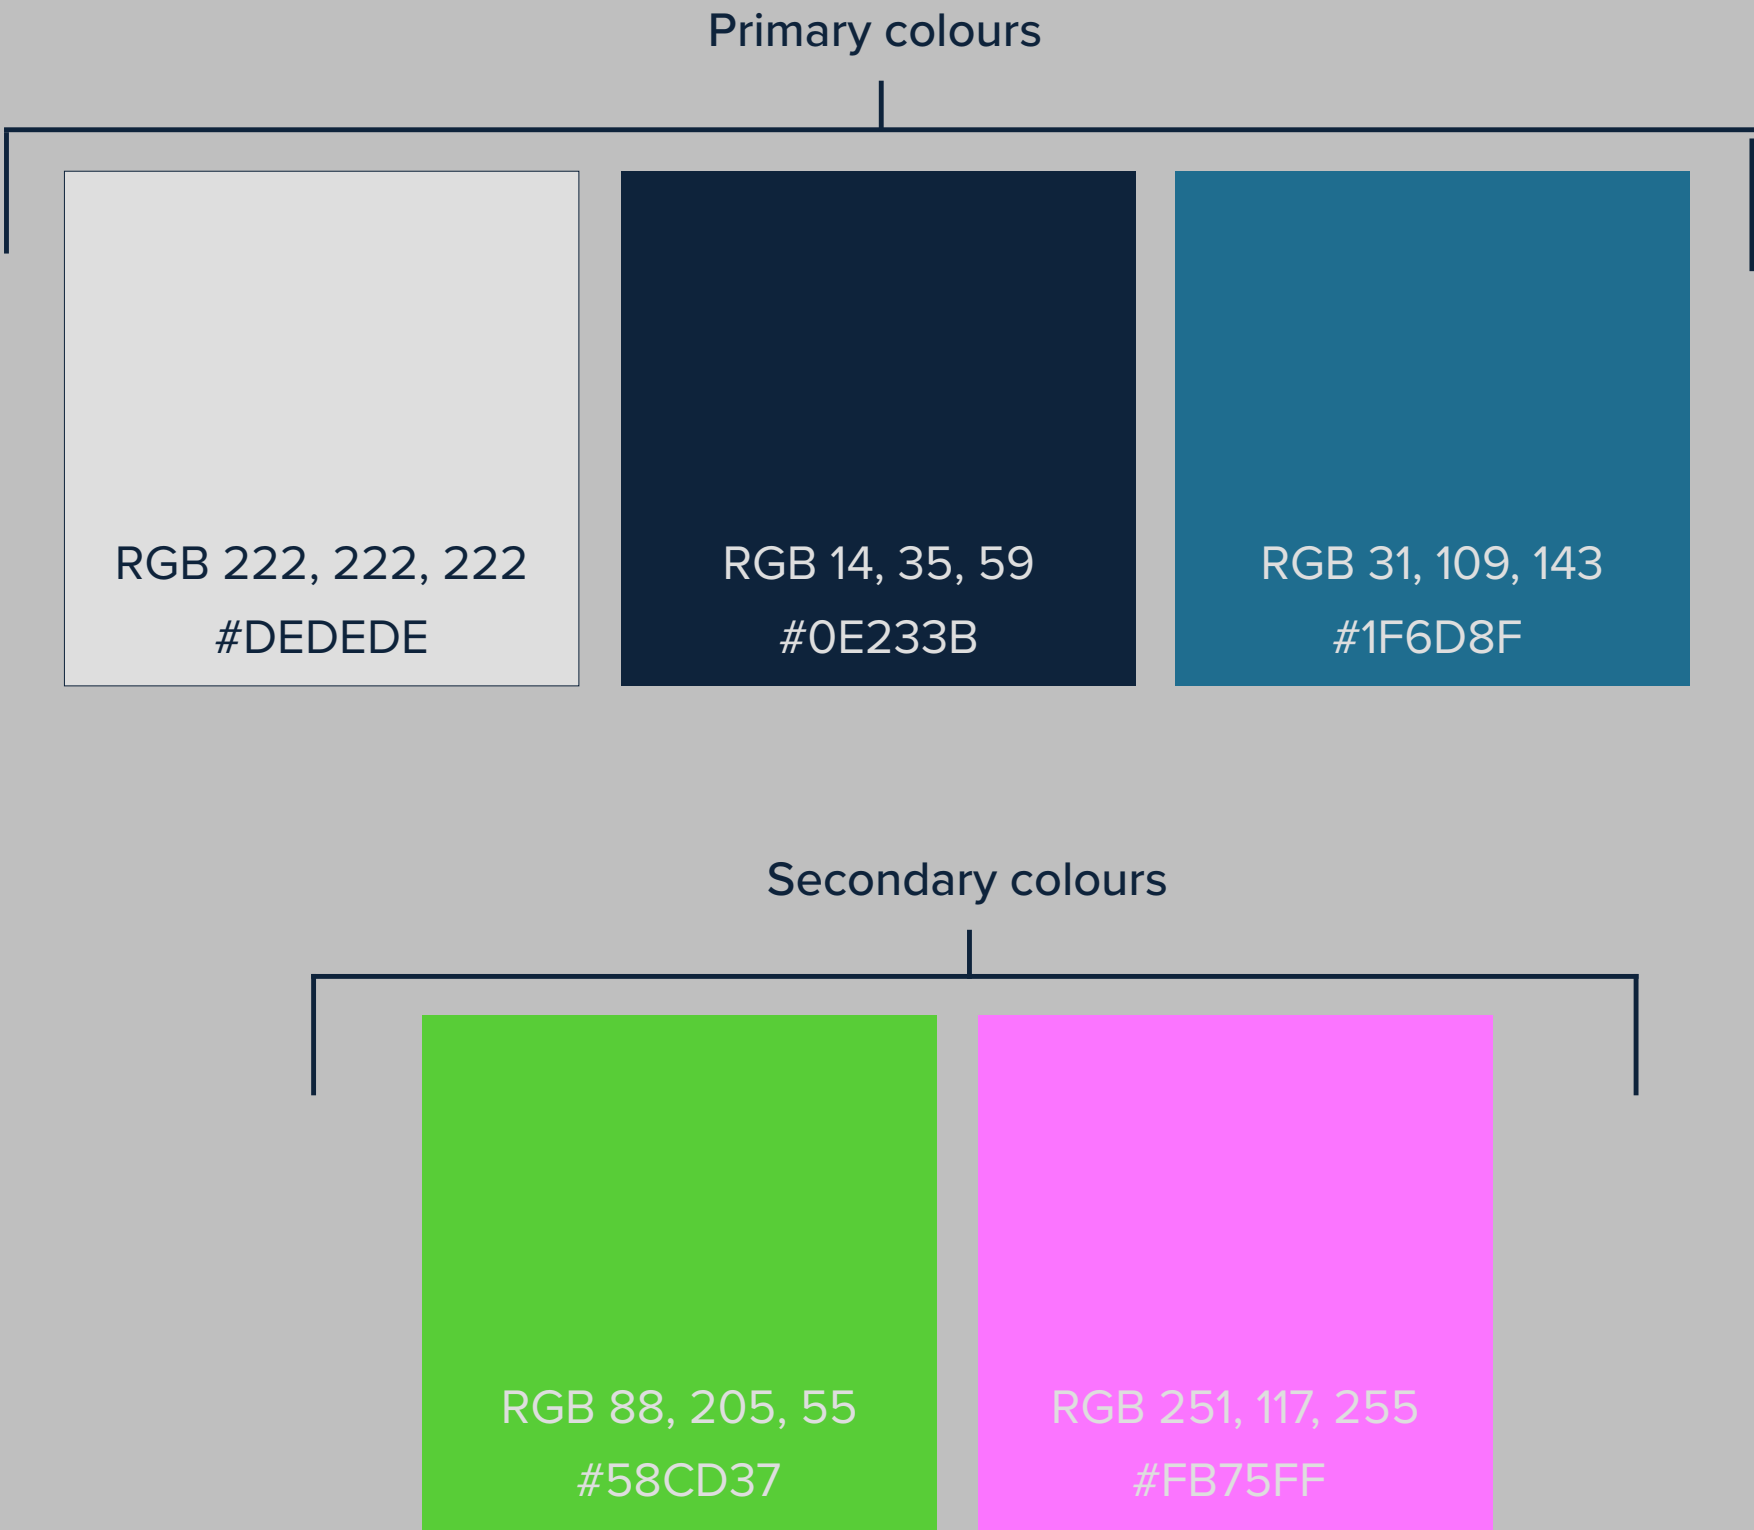 Primary colours
RGB 222, 222, 222
#DEDEDE
RGB 14, 35, 59
#0E233B
RGB 31, 109, 143
#1F6D8F
Secondary colours
RGB 88, 205, 55
#58CD37
RGB 251, 117, 255
#FB75FF